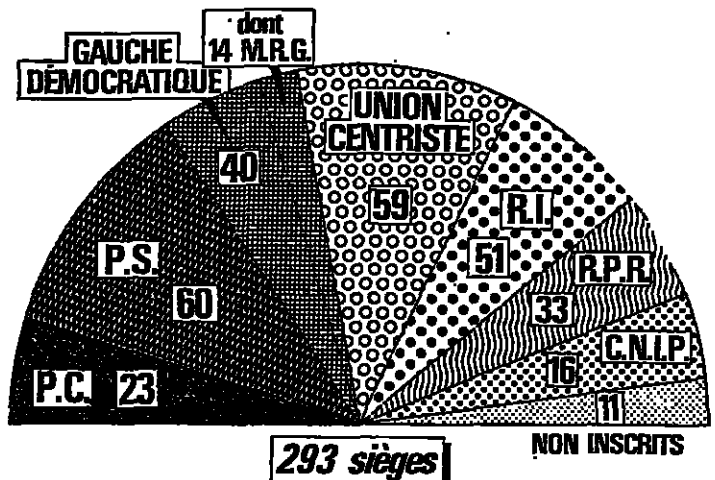 dont
14 M.R.G.
GAUCHE
DÉMOCRATIQUE
UNION
CENTRISTE
40
59
R.I.
51
P.S.
60
R.P.R.
33
C.N.I.P.
16
P.C. 23
11
NON INSCRITS
293 sièges